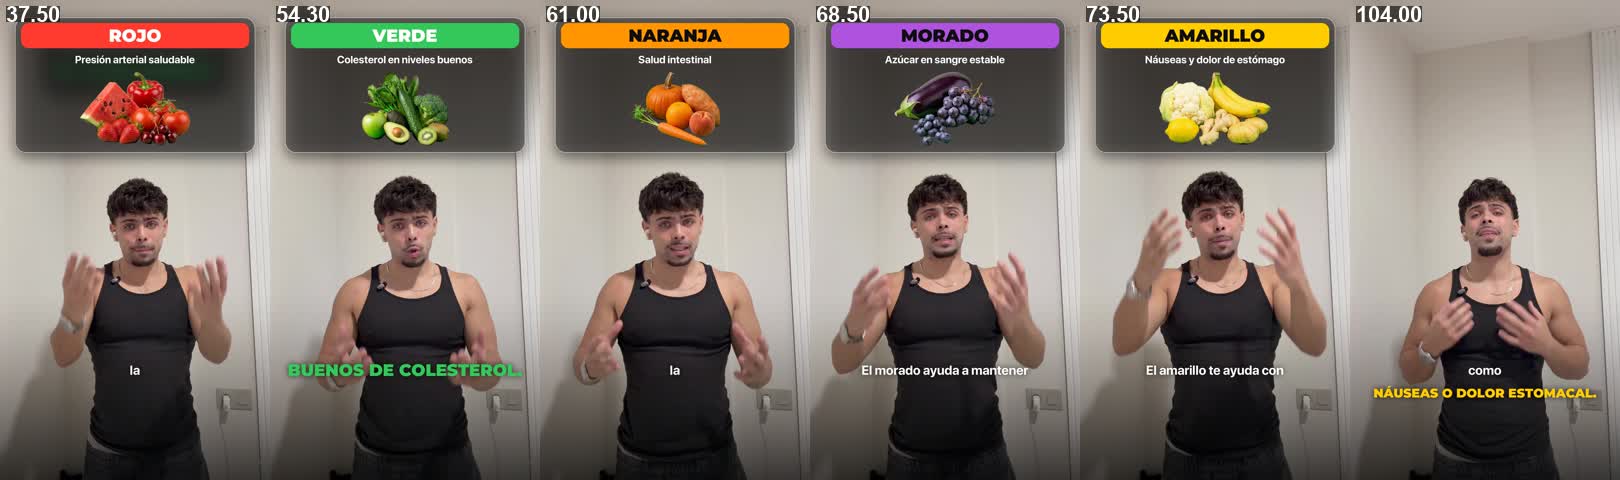 37.50
ROJO
Presión arterial saludable
la
54.30
VERDE
Colesterol en niveles buenos
BUENOS DE COLESTEROL.
61.00
NARANJA
Salud intestinal
la
68.50
MORADO
Azúcar en sangre estable
El morado ayuda a mantener
73.50
AMARILLO
Náuseas y dolor de estómago
El amarillo te ayuda con
104.00
como
NÁUSEAS O DOLOR ESTOMACAL.